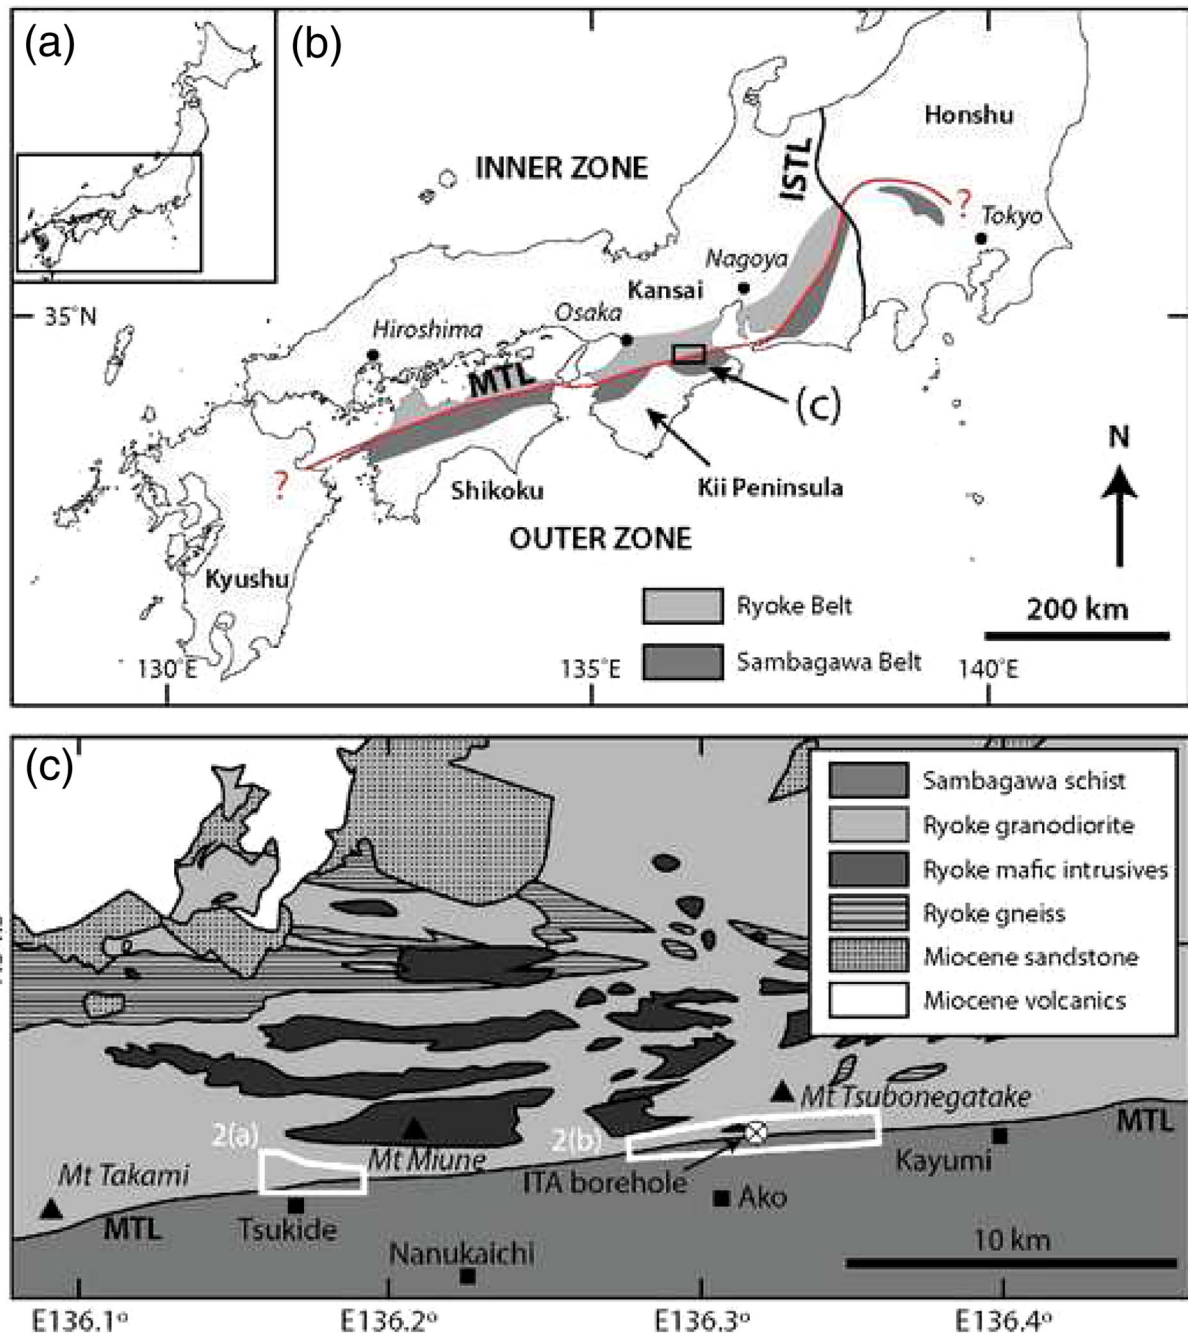 (a)
(b)
Honshu
INNER ZONE
ISTL
?
Tokyo
Nagoya
Kansai
35°N
Osaka
Hiroshima
MTL
(c)
N
?
Shikoku
Kii Peninsula
OUTER ZONE
Kyushu
Ryoke Belt
200 km
Sambagawa Belt
130°E
135°E
140°E
(c)
Sambagawa schist
Ryoke granodiorite
Ryoke mafic intrusives
Ryoke gneiss
Miocene sandstone
Miocene volcanics
Mt Tsubonegatake
MTL
2(a)
2(b)
Mt Miune
Kayumi
Mt Takami
ITA borehole
Ako
MTL
Tsukide
Nanukaichi
10 km
E136.1°
E136.2°
E136.3°
E136.4°